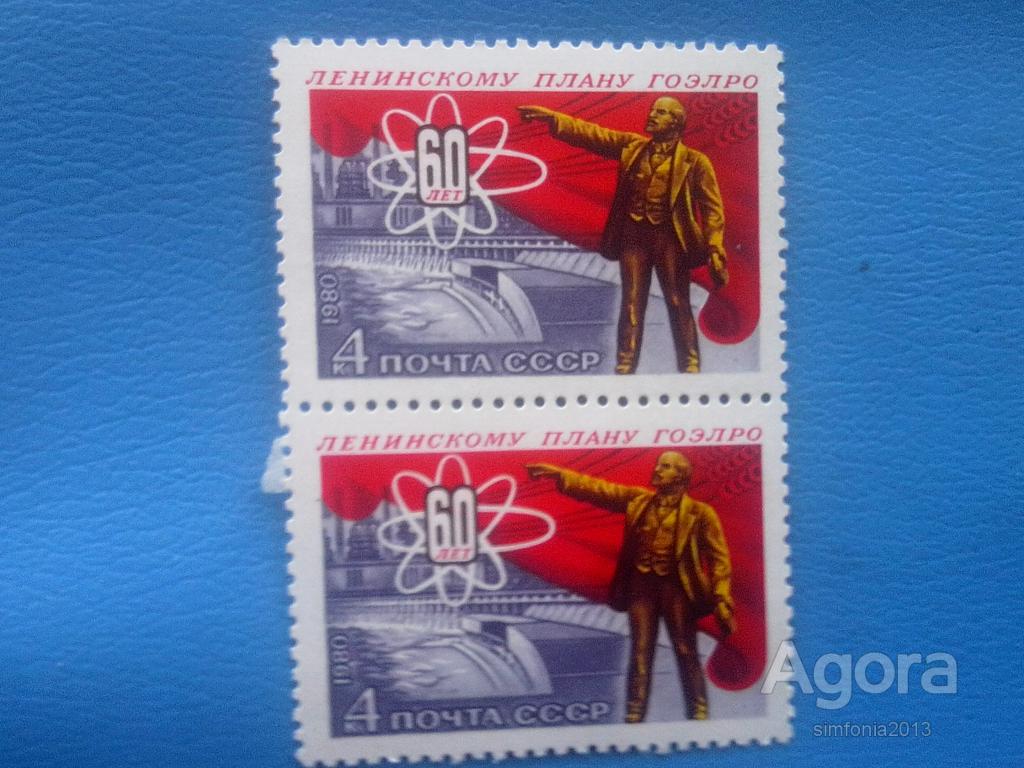 ЛЕНИНСКОМУ ПЛАНУ ГОЭЛРО
60
ЛЕТ
1980
4 К ПОЧТА СССР
ЛЕНИНСКОМУ ПЛАНУ ГОЭЛРО
60
ЛЕТ
1980
4 К ПОЧТА СССР
Agora
simfonia2013